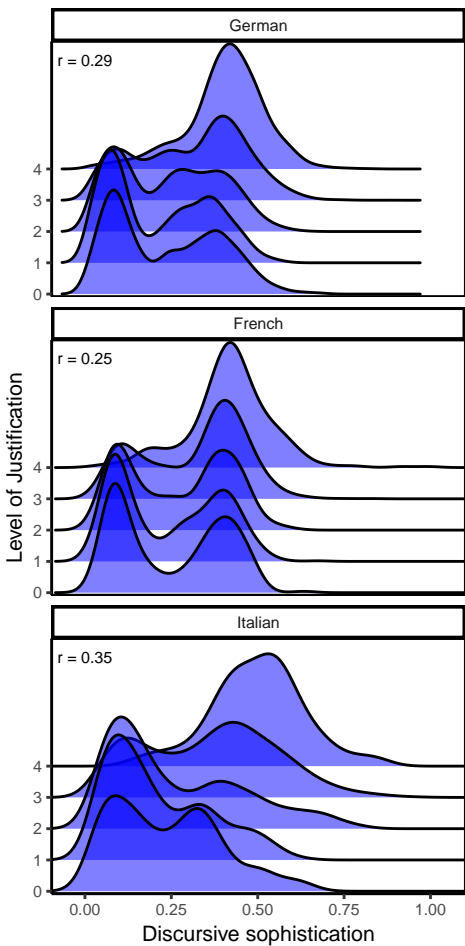 German
r = 0.29
4
3
2
1
0
French
r = 0.25
4
3
2
1
0
Level of Justification
Italian
r = 0.35
4
3
2
1
0
0.00 0.25 0.50 0.75 1.00
Discursive sophistication